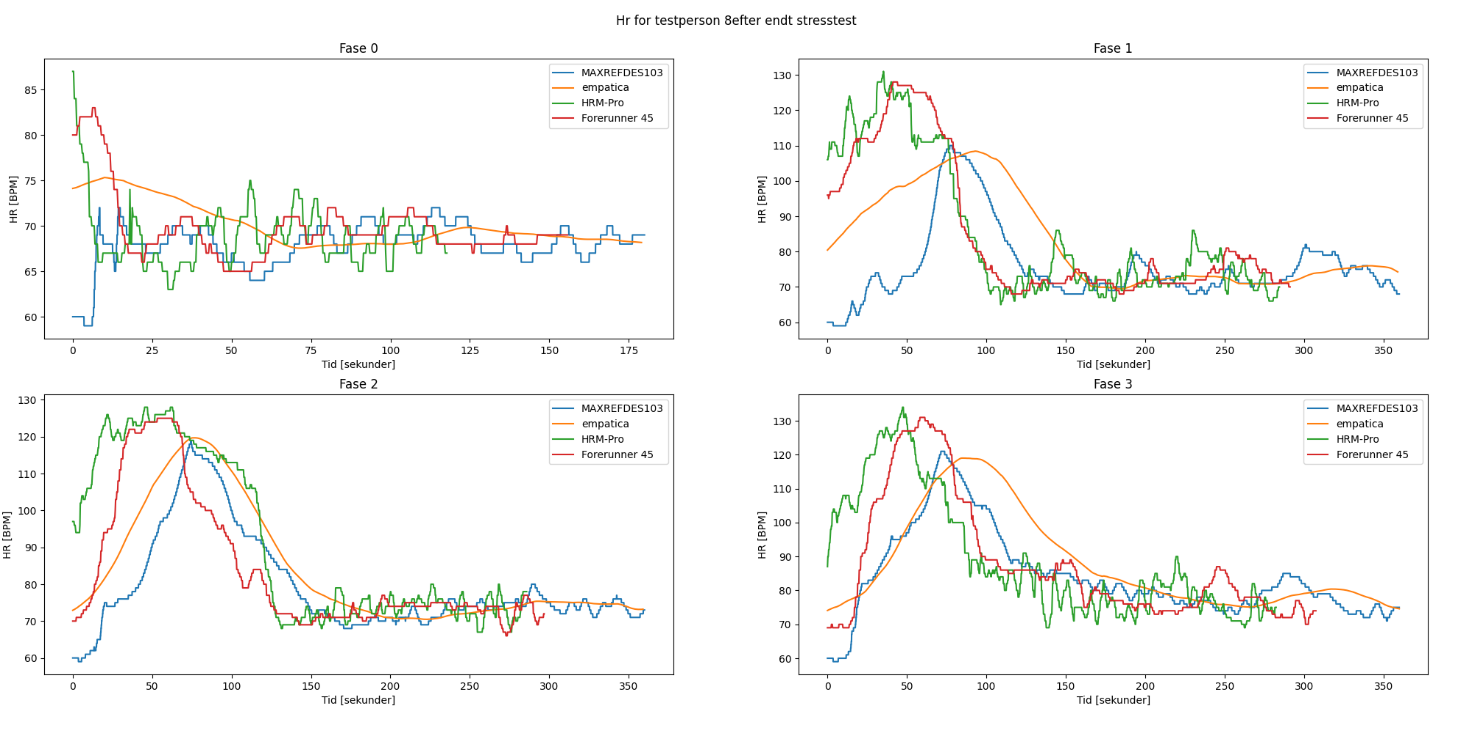 Hr for testperson 8efter endt stresstest
Fase 0
MAXREFDES103
empatica
HRM-Pro
Forerunner 45
HR [BPM]
85
80
75
70
65
60
0 25 50 75 100 125 150 175
Tid [sekunder]
Fase 1
MAXREFDES103
empatica
HRM-Pro
Forerunner 45
HR [BPM]
130
120
110
100
90
80
70
60
0 50 100 150 200 250 300 350
Tid [sekunder]
Fase 2
MAXREFDES103
empatica
HRM-Pro
Forerunner 45
HR [BPM]
130
120
110
100
90
80
70
60
0 50 100 150 200 250 300 350
Tid [sekunder]
Fase 3
MAXREFDES103
empatica
HRM-Pro
Forerunner 45
HR [BPM]
130
120
110
100
90
80
70
60
0 50 100 150 200 250 300 350
Tid [sekunder]